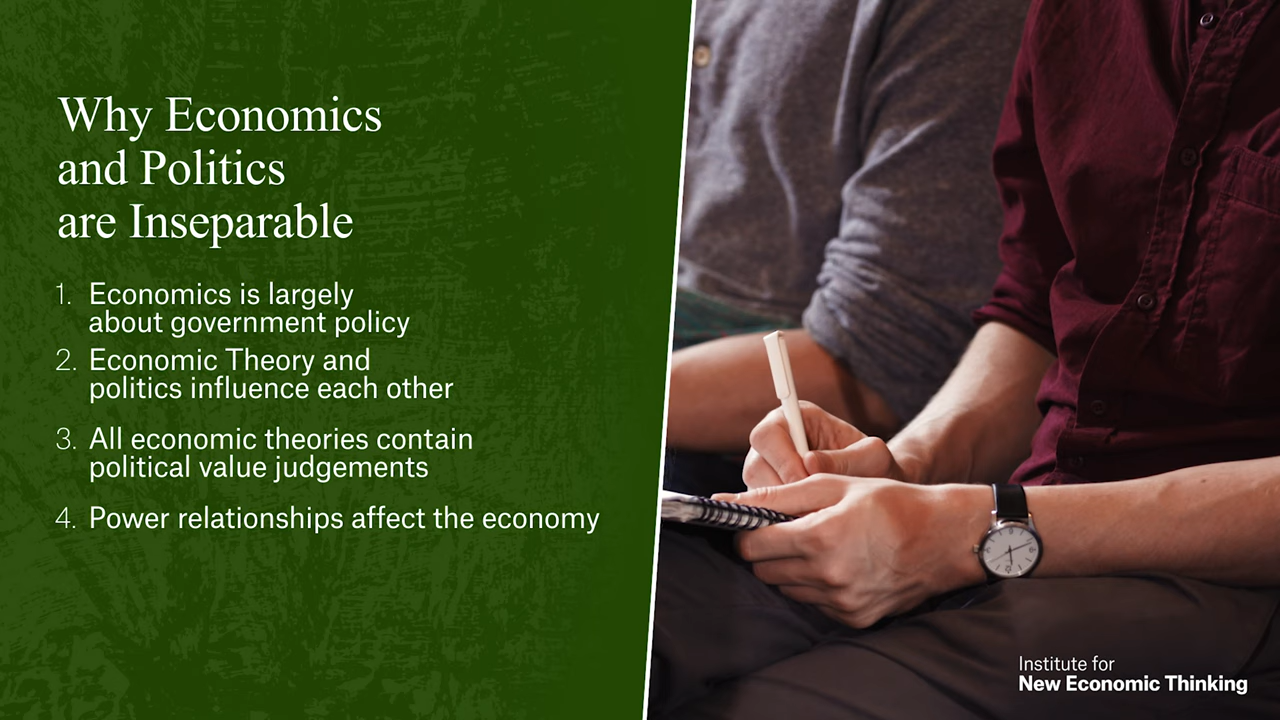 Why Economics
and Politics
are Inseparable
1. Economics is largely
about government policy
2. Economic Theory and
politics influence each other
3. All economic theories contain
political value judgements
4. Power relationships affect the economy
Institute for
New Economic Thinking